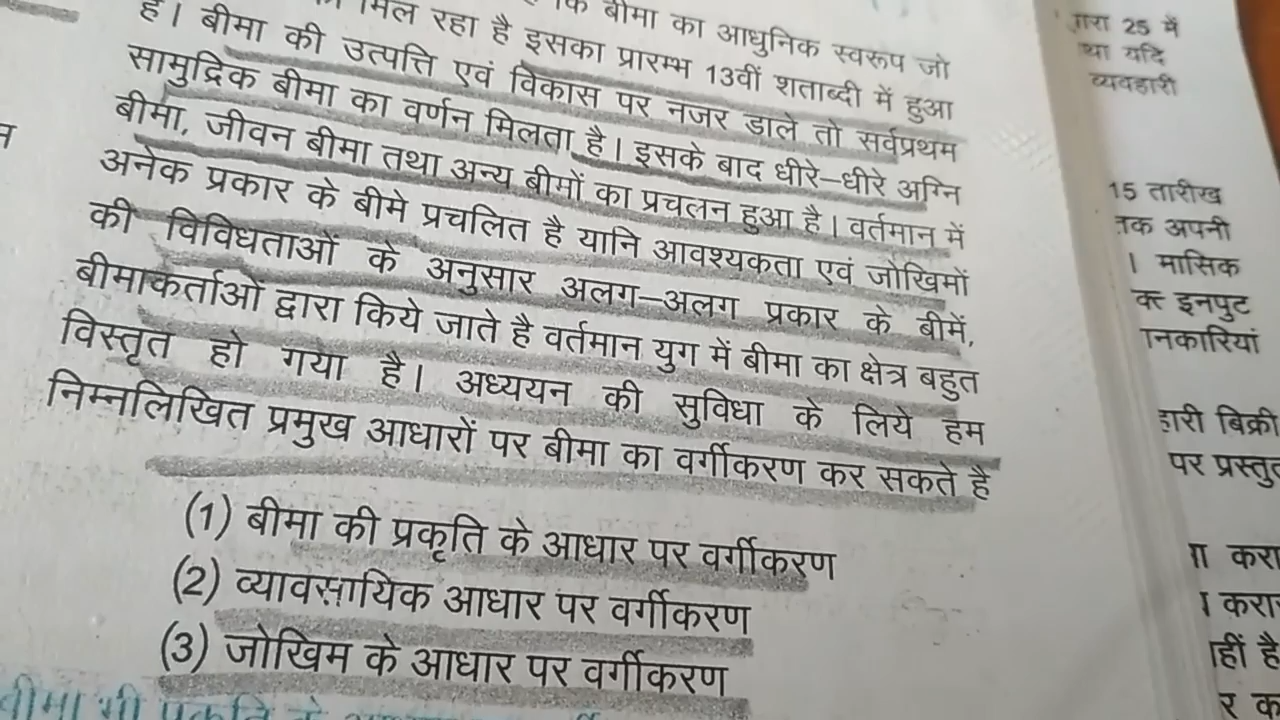 मिल रहा है कि बीमा का आधुनिक स्वरूप जो
है। बीमा की उत्पत्ति एवं विकास पर नजर डाले तो सर्वप्रथम
इसका प्रारम्भ 13वीं शताब्दी में हुआ
सामुद्रिक बीमा का वर्णन मिलता है। इसके बाद धीरे–धीरे अग्नि
बीमा, जीवन बीमा तथा अन्य बीमों का प्रचलन हुआ है। वर्तमान में
अनेक प्रकार के बीमे प्रचलित है यानि आवश्यकता एवं जोखिमों
की विविधताओं के अनुसार अलग–अलग प्रकार के बीमें,
बीमाकर्ताओं द्वारा किये जाते है वर्तमान युग में बीमा का क्षेत्र बहुत
विस्तृत हो गया है। अध्ययन की सुविधा के लिये हम
निम्नलिखित प्रमुख आधारों पर बीमा का वर्गीकरण कर सकते है
(1) बीमा की प्रकृति के आधार पर वर्गीकरण
(2) व्यावसायिक आधार पर वर्गीकरण
(3) जोखिम के आधार पर वर्गीकरण
25 में
यदि
व्यवहारी
15 तारीख
तक अपनी
। मासिक
इनपुट
बिक्री
पर